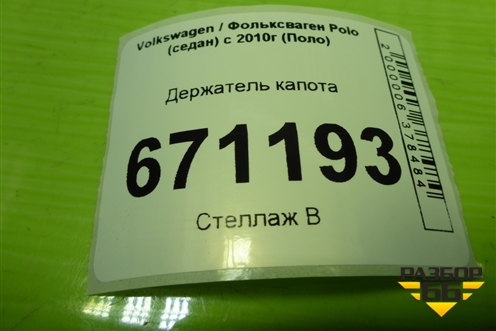 Volkswagen / Фольксваген Polo
(седан) с 2010г (Поло)
Держатель капота
671193
Стеллаж В
2000006378484
РАЗБОР
66